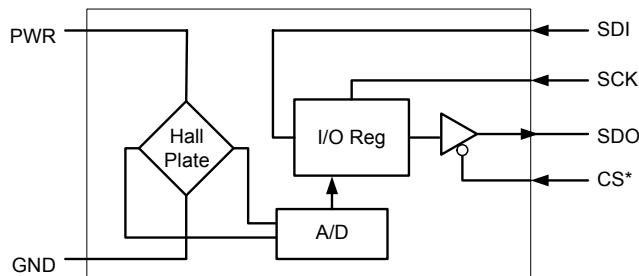 PWR
SDI
SCK
Hall
Plate
I/O Reg
SDO
CS*
A/D
GND